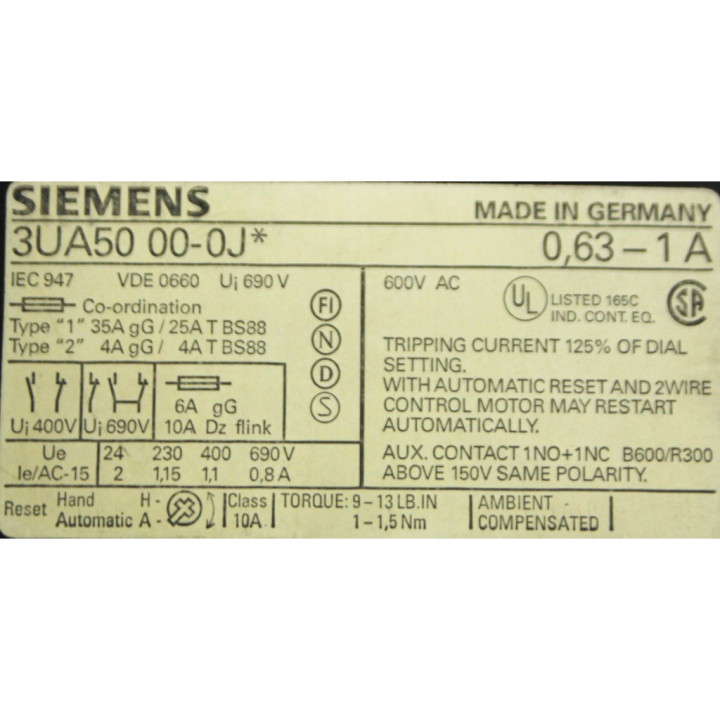 SIEMENS
MADE IN GERMANY
3UA50 00-0J*
0,63 – 1 A
IEC 947 VDE 0660 Ui 690 V
Co-ordination
Type "1" 35A gG / 25A T BS88
Type "2" 4A gG / 4A T BS88
FI
N
D
S
Ui 400V
Ui 690V
6A gG
10A Dz flink
Ue 24 230 400 690 V
Ie/AC-15 2 1,15 1,1 0,8 A
600V AC
UL
LISTED 165C
IND. CONT. EQ.
SA
TRIPPING CURRENT 125% OF DIAL
SETTING.
WITH AUTOMATIC RESET AND 2WIRE
CONTROL MOTOR MAY RESTART
AUTOMATICALLY.
AUX. CONTACT 1NO+1NC B600/R300
ABOVE 150V SAME POLARITY.
Reset Hand H -
Automatic A -
Class
10A
TORQUE: 9 – 13 LB.IN
1 – 1,5 Nm
AMBIENT -
COMPENSATED